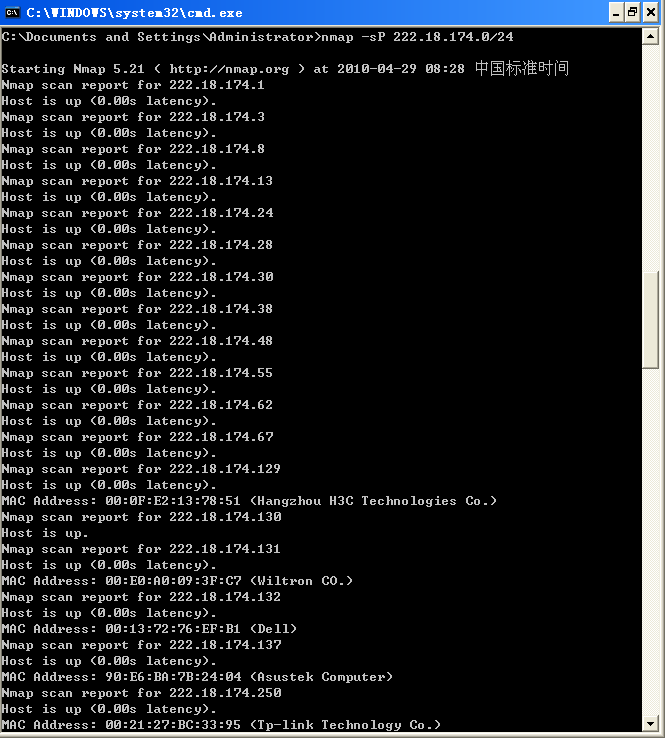 C:\WINDOWS\system32\cmd.exe
C:\Documents and Settings\Administrator>nmap -sP 222.18.174.0/24
Starting Nmap 5.21 ( http://nmap.org ) at 2010-04-29 08:28 中国标准时间
Nmap scan report for 222.18.174.1
Host is up (0.00s latency).
Nmap scan report for 222.18.174.3
Host is up (0.00s latency).
Nmap scan report for 222.18.174.8
Host is up (0.00s latency).
Nmap scan report for 222.18.174.13
Host is up (0.00s latency).
Nmap scan report for 222.18.174.24
Host is up (0.00s latency).
Nmap scan report for 222.18.174.28
Host is up (0.00s latency).
Nmap scan report for 222.18.174.30
Host is up (0.00s latency).
Nmap scan report for 222.18.174.38
Host is up (0.00s latency).
Nmap scan report for 222.18.174.48
Host is up (0.00s latency).
Nmap scan report for 222.18.174.55
Host is up (0.00s latency).
Nmap scan report for 222.18.174.62
Host is up (0.00s latency).
Nmap scan report for 222.18.174.67
Host is up (0.00s latency).
Nmap scan report for 222.18.174.129
Host is up (0.00s latency).
MAC Address: 00:0F:E2:13:78:51 (Hangzhou H3C Technologies Co.)
Nmap scan report for 222.18.174.130
Host is up.
Nmap scan report for 222.18.174.131
Host is up (0.00s latency).
MAC Address: 00:E0:A0:09:3F:C7 (Wiltron CO.)
Nmap scan report for 222.18.174.132
Host is up (0.00s latency).
MAC Address: 00:13:72:76:EF:B1 (Dell)
Nmap scan report for 222.18.174.137
Host is up (0.00s latency).
MAC Address: 90:E6:BA:7B:24:04 (Asustek Computer)
Nmap scan report for 222.18.174.250
Host is up (0.00s latency).
MAC Address: 00:21:27:BC:33:95 (Tp-link Technology Co.)